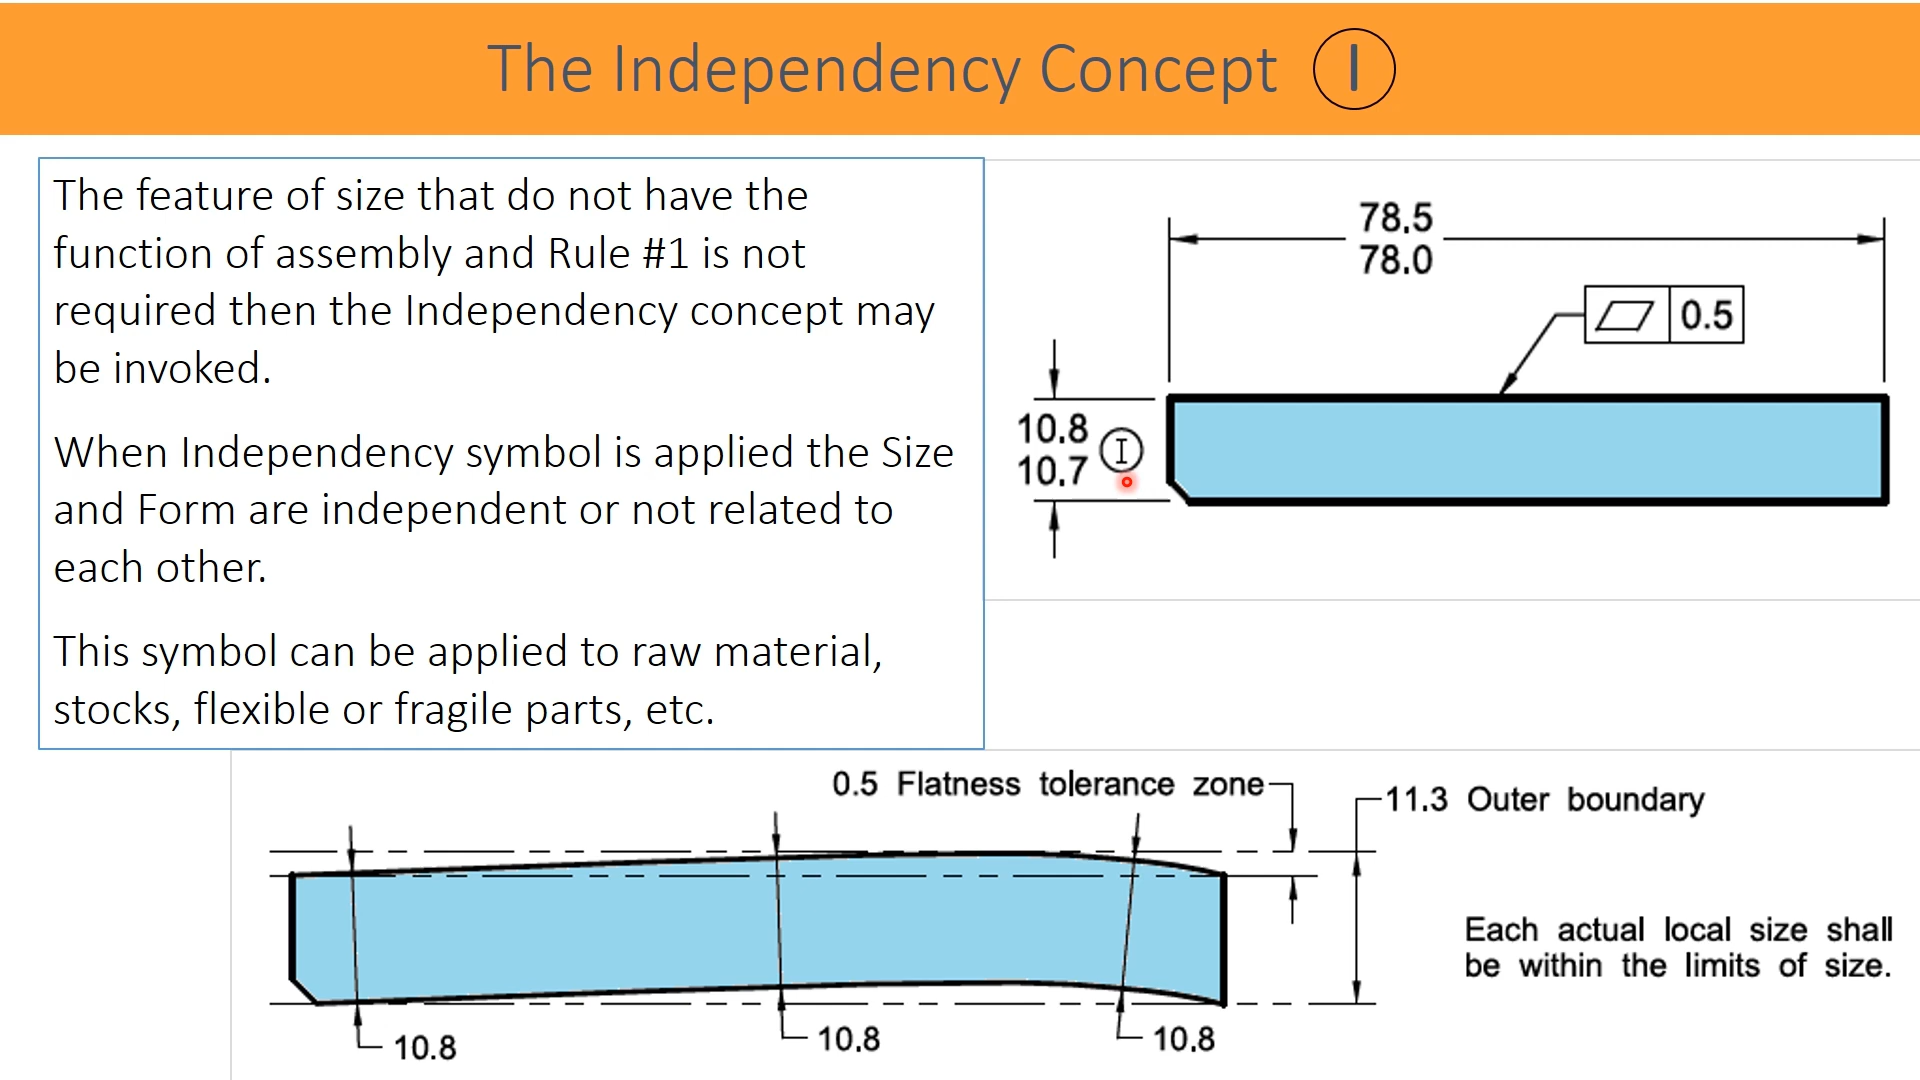 The Independency Concept Ⓘ
The feature of size that do not have the
function of assembly and Rule #1 is not
required then the Independency concept may
be invoked.
When Independency symbol is applied the Size
and Form are independent or not related to
each other.
This symbol can be applied to raw material,
stocks, flexible or fragile parts, etc.
78.5
78.0
0.5
10.8
10.7
Ⓘ
0.5 Flatness tolerance zone
11.3 Outer boundary
Each actual local size shall
be within the limits of size.
10.8
10.8
10.8